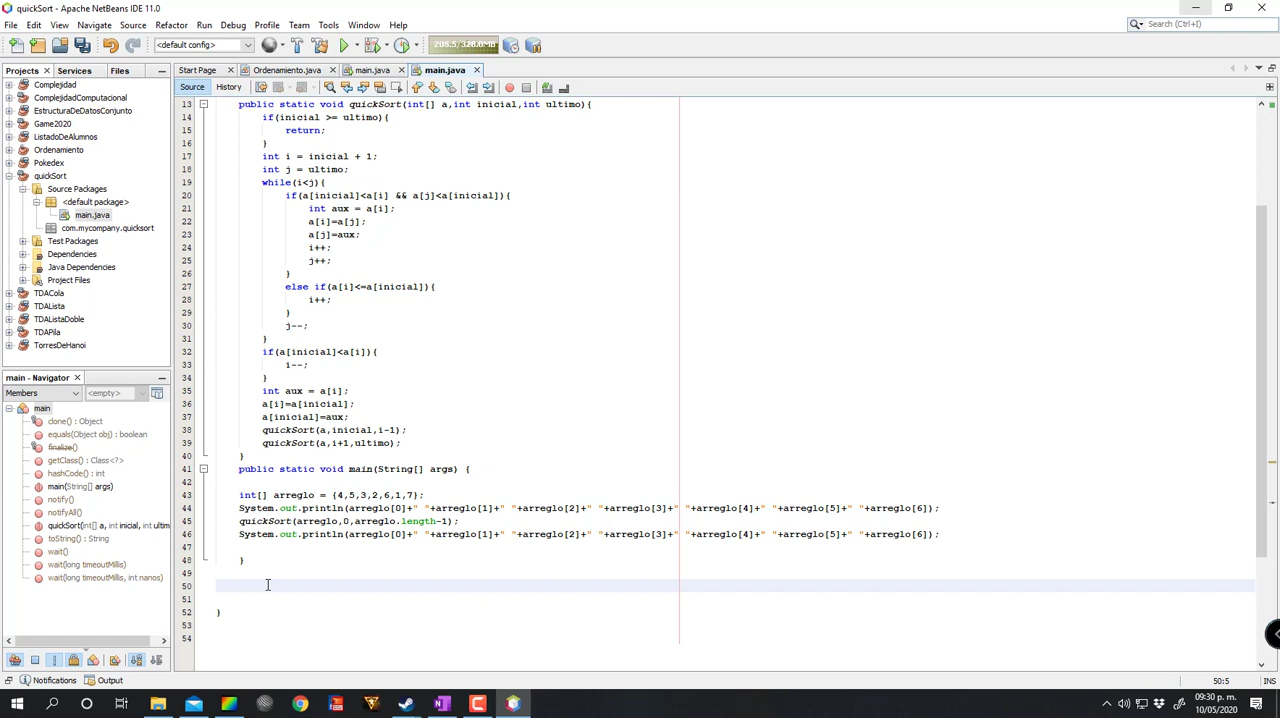 quickSort - Apache NetBeans IDE 11.0
File Edit View Navigate Source Refactor Run Debug Profile Team Tools Window Help
Search (Ctrl+I)
<default config>
208.5/328.0MB
Projects Services Files
Start Page Ordenamiento.java main.java main.java
Source History
Complejidad
ComplejidadComputacional
EstructuraDeDatosConjunto
Game2020
ListadoDeAlumnos
Ordenamiento
Pokedex
quickSort
Source Packages
<default package>
main.java
com.mycompany.quicksort
Test Packages
Dependencies
Java Dependencies
Project Files
TDACola
TDALista
TDAListaDoble
TDAPila
TorresDeHanoi
main - Navigator
Members <empty>
main
clone() : Object
equals(Object obj) : boolean
finalize()
getClass() : Class<?>
hashCode() : int
main(String[] args)
notify()
notifyAll()
quickSort(int[] a, int inicial, int ultim
toString() : String
wait()
wait(long timeoutMillis)
wait(long timeoutMillis, int nanos)
13 public static void quickSort(int[] a,int inicial,int ultimo){
14 if(inicial >= ultimo){
15 return;
16 }
17 int i = inicial + 1;
18 int j = ultimo;
19 while(i<j){
20 if(a[inicial]<a[i] && a[j]<a[inicial]){
21 int aux = a[i];
22 a[i]=a[j];
23 a[j]=aux;
24 i++;
25 j++;
26 }
27 else if(a[i]<=a[inicial]){
28 i++;
29 }
30 j--;
31 }
32 if(a[inicial]<a[i]){
33 i--;
34 }
35 int aux = a[i];
36 a[i]=a[inicial];
37 a[inicial]=aux;
38 quickSort(a,inicial,i-1);
39 quickSort(a,i+1,ultimo);
40 }
41 public static void main(String[] args) {
42
43 int[] arreglo = {4,5,3,2,6,1,7};
44 System.out.println(arreglo[0]+" "+arreglo[1]+" "+arreglo[2]+" "+arreglo[3]+" "+arreglo[4]+" "+arreglo[5]+" "+arreglo[6]);
45 quickSort(arreglo,0,arreglo.length-1);
46 System.out.println(arreglo[0]+" "+arreglo[1]+" "+arreglo[2]+" "+arreglo[3]+" "+arreglo[4]+" "+arreglo[5]+" "+arreglo[6]);
47
48 }
49
50
51
52 }
53
54
Notifications Output
50:5 INS
09:30 p. m.
10/05/2020